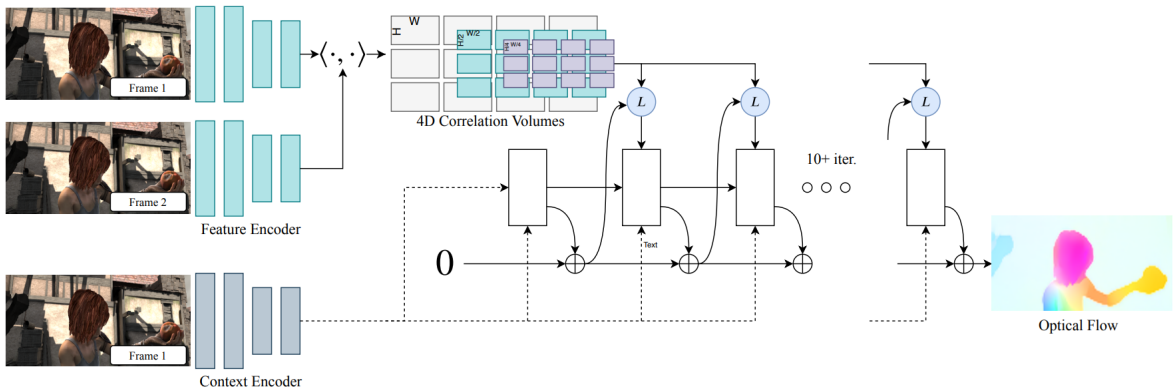 Frame 1
⟨·, ·⟩
H
W
H/2
W/2
H/4
W/4
4D Correlation Volumes
L
L
L
Frame 2
Feature Encoder
10+ iter.
Text
0
Frame 1
Context Encoder
Optical Flow